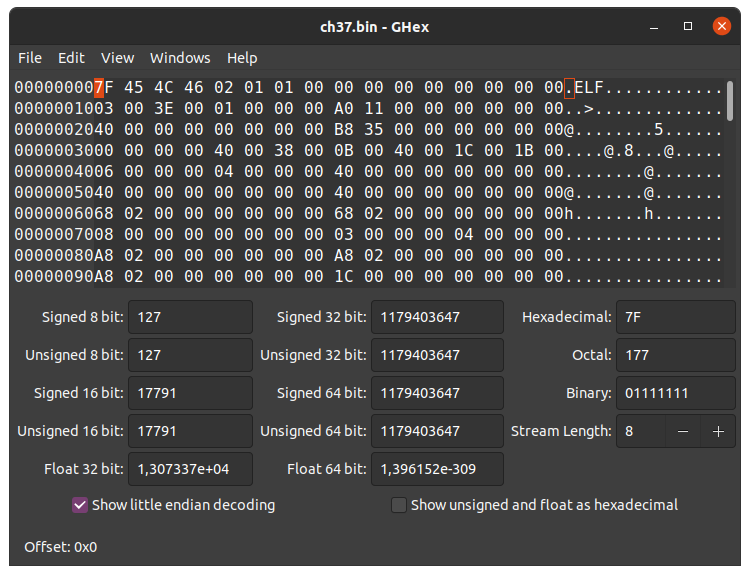 ch37.bin - GHex
File Edit View Windows Help
000000007F 45 4C 46 02 01 01 00 00 00 00 00 00 00 00 00.ELF............
0000001003 00 3E 00 01 00 00 00 A0 11 00 00 00 00 00 00..>.............
0000002040 00 00 00 00 00 00 00 B8 35 00 00 00 00 00 00@........5......
0000003000 00 00 00 40 00 38 00 0B 00 40 00 1C 00 1B 00....@.8...@.....
0000004006 00 00 00 04 00 00 00 40 00 00 00 00 00 00 00........@.......
0000005040 00 00 00 00 00 00 00 40 00 00 00 00 00 00 00@.......@.......
0000006068 02 00 00 00 00 00 00 68 02 00 00 00 00 00 00h.......h.......
0000007008 00 00 00 00 00 00 00 03 00 00 00 04 00 00 00................
00000080A8 02 00 00 00 00 00 00 A8 02 00 00 00 00 00 00................
00000090A8 02 00 00 00 00 00 00 1C 00 00 00 00 00 00 00................
Signed 8 bit: 127 Signed 32 bit: 1179403647 Hexadecimal: 7F
Unsigned 8 bit: 127 Unsigned 32 bit: 1179403647 Octal: 177
Signed 16 bit: 17791 Signed 64 bit: 1179403647 Binary: 01111111
Unsigned 16 bit: 17791 Unsigned 64 bit: 1179403647 Stream Length: 8 − +
Float 32 bit: 1,307337e+04 Float 64 bit: 1,396152e-309
Show little endian decoding Show unsigned and float as hexadecimal
Offset: 0x0